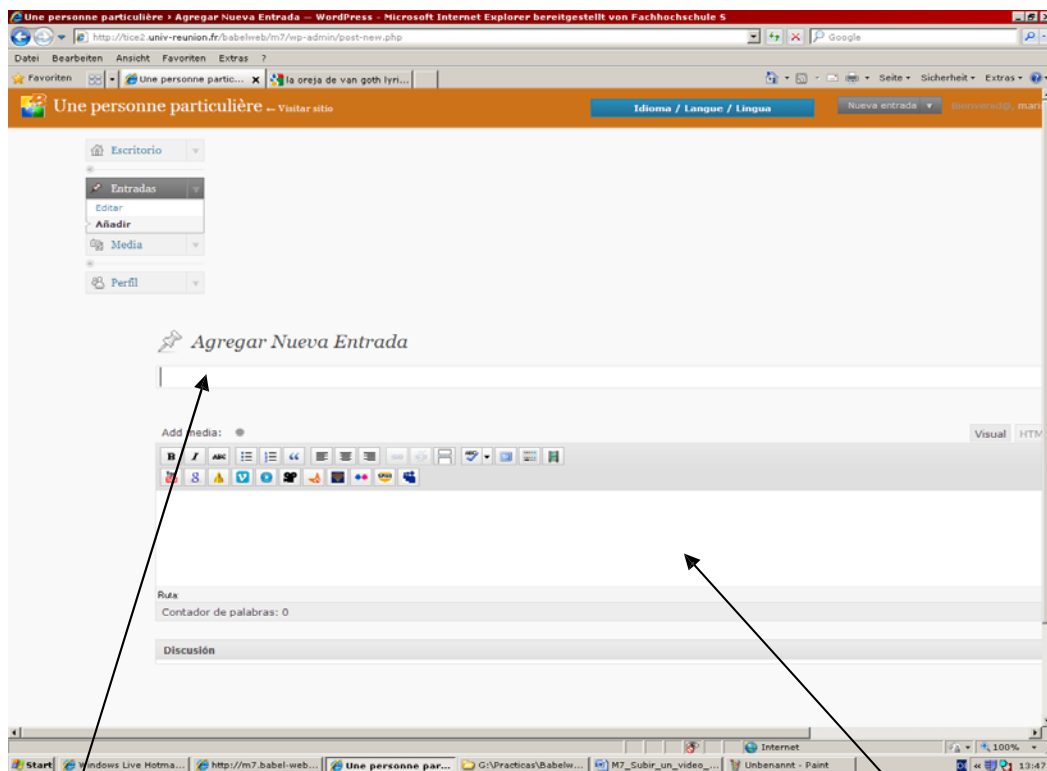 Une personne particulière › Agregar Nueva Entrada — WordPress - Microsoft Internet Explorer bereitgestellt von Fachhochschule S
http://tice2.univ-reunion.fr/babelweb/m7/wp-admin/post-new.php
Google
Datei Bearbeiten Ansicht Favoriten Extras ?
Favoriten
Une personne partic...
la oreja de van goth lyri...
Seite Sicherheit Extras
Une personne particulière ← Visitar sitio
Idioma / Langue / Lingua
Nueva entrada
Bienvenid@,
Escritorio
Entradas
Editar
Añadir
Media
Perfil
Agregar Nueva Entrada
Add media:
Visual HTM
B I ABC
Ruta:
Contador de palabras: 0
Discusión
Internet
100%
Start
Windows Live Hotma...
http://m7.babel-web...
Une personne par...
G:\Practicas\Babelw...
M7_Subir_un_video_...
Unbenannt - Paint
13:47